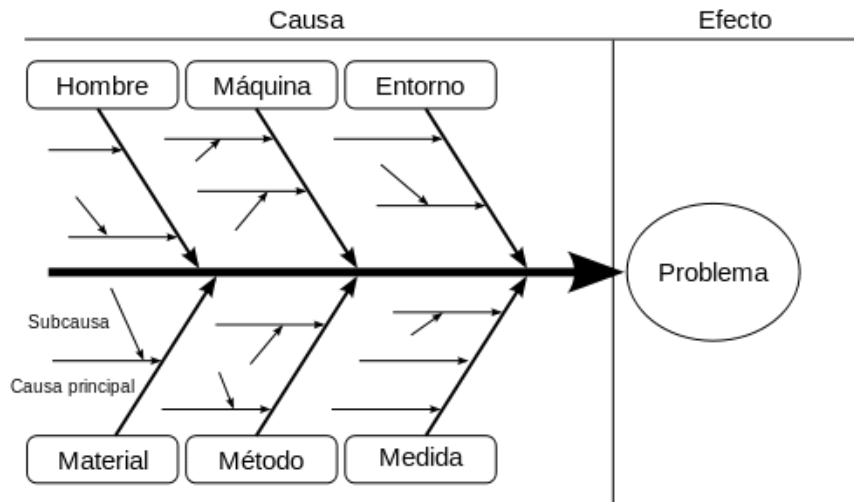 Causa
Efecto
Hombre
Máquina
Entorno
Problema
Subcausa
Causa principal
Material
Método
Medida